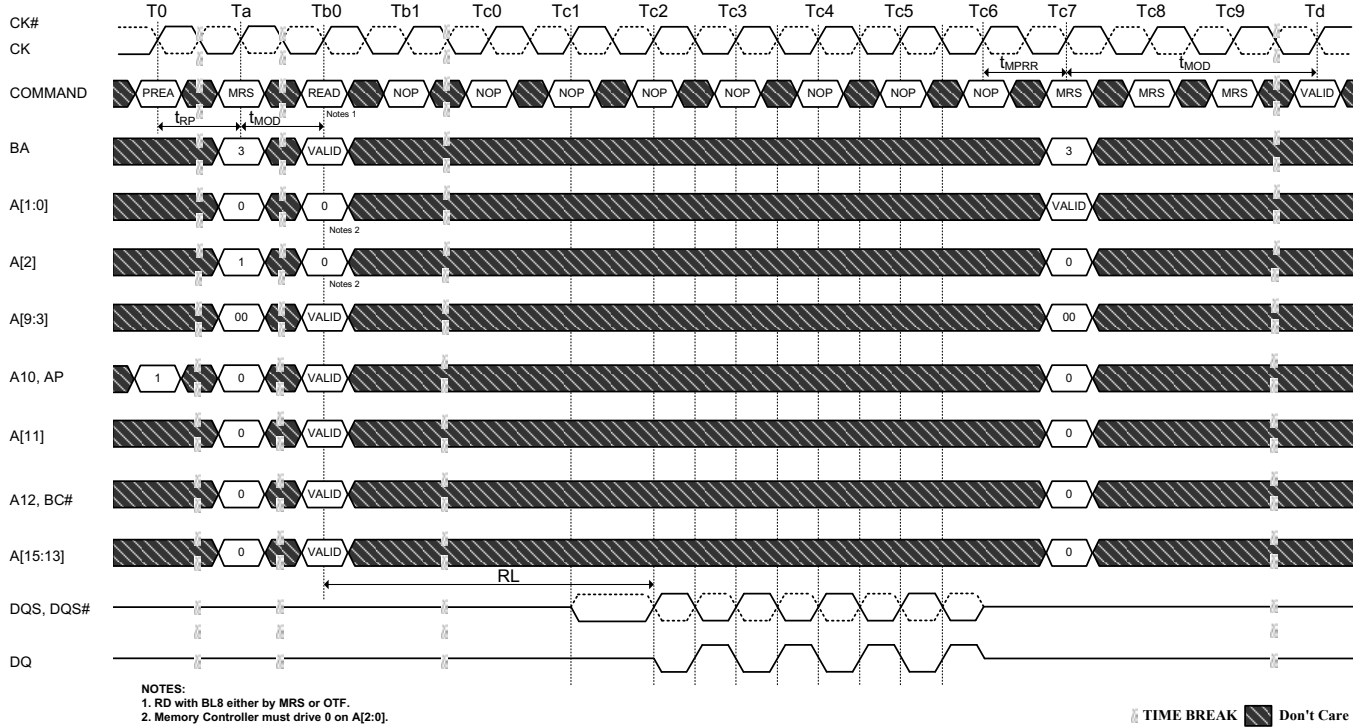 T0 Ta Tb0 Tb1 Tc0 Tc1 Tc2 Tc3 Tc4 Tc5 Tc6 Tc7 Tc8 Tc9 Td
CK#
CK
tMPRR tMOD
COMMAND PREA MRS READ NOP NOP NOP NOP NOP NOP NOP NOP MRS MRS MRS VALID
tRP tMOD Notes 1
BA 3 VALID 3
A[1:0] 0 0 VALID
Notes 2
A[2] 1 0 0
Notes 2
A[9:3] 00 VALID 00
A10, AP 1 0 VALID 0
A[11] 0 VALID 0
A12, BC# 0 VALID 0
A[15:13] 0 VALID 0
RL
DQS, DQS#
DQ
NOTES:
1. RD with BL8 either by MRS or OTF.
2. Memory Controller must drive 0 on A[2:0].
TIME BREAK Don't Care